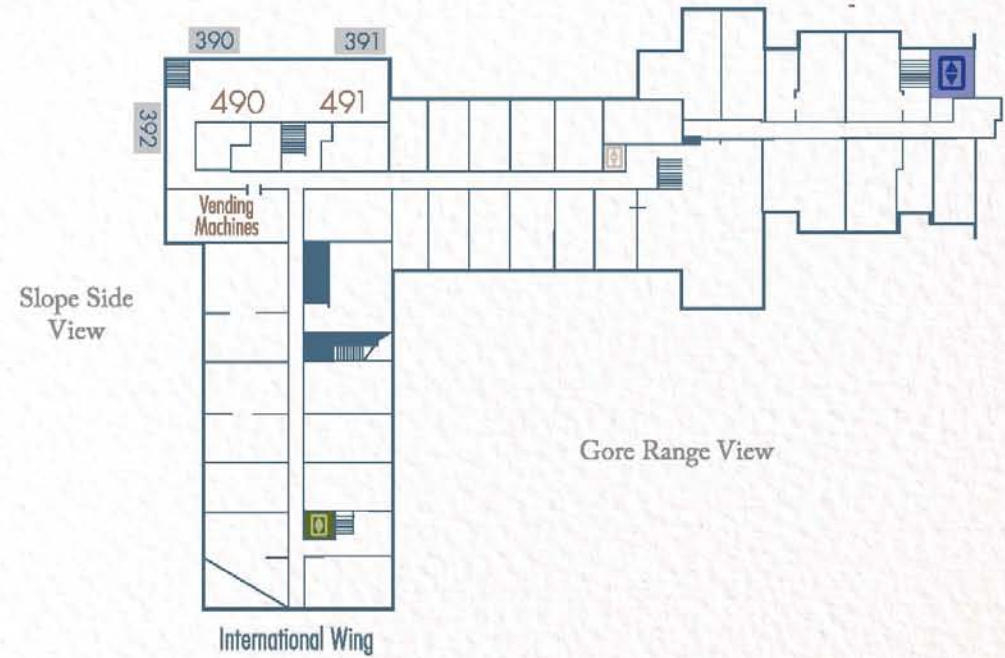 390
391
392
490
491
Vending
Machines
Slope Side
View
Gore Range View
International Wing